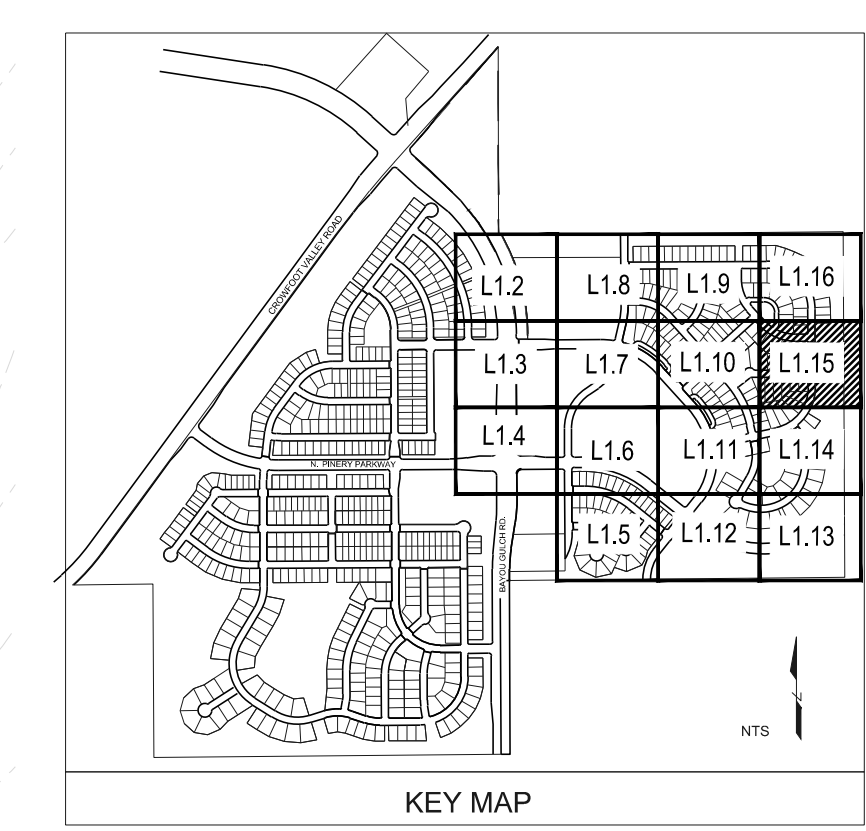 CROWFOOT VALLEY ROAD
L1.2
L1.8
L1.9
L1.16
L1.3
L1.7
L1.10
L1.15
L1.4
L1.6
L1.11
L1.14
N. PINERY PARKWAY
L1.5
L1.12
L1.13
BAYOU GULCH RD.
N
NTS
KEY MAP